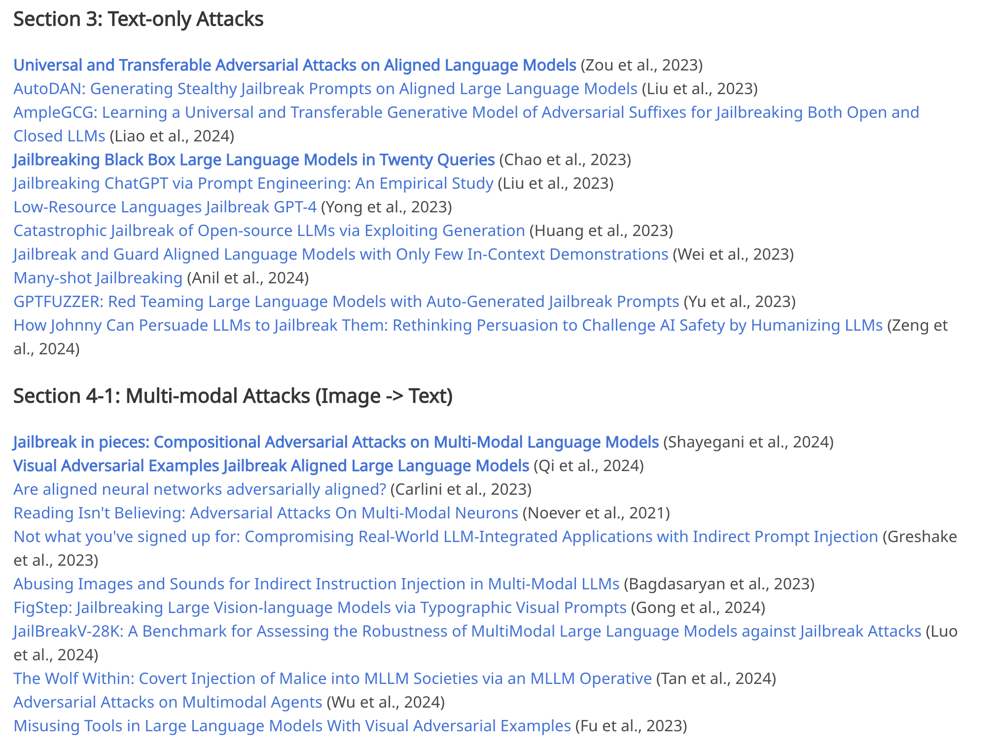 Section 3: Text-only Attacks
Universal and Transferable Adversarial Attacks on Aligned Language Models (Zou et al., 2023)
AutoDAN: Generating Stealthy Jailbreak Prompts on Aligned Large Language Models (Liu et al., 2023)
AmpleGCG: Learning a Universal and Transferable Generative Model of Adversarial Suffixes for Jailbreaking Both Open and
Closed LLMs (Liao et al., 2024)
Jailbreaking Black Box Large Language Models in Twenty Queries (Chao et al., 2023)
Jailbreaking ChatGPT via Prompt Engineering: An Empirical Study (Liu et al., 2023)
Low-Resource Languages Jailbreak GPT-4 (Yong et al., 2023)
Catastrophic Jailbreak of Open-source LLMs via Exploiting Generation (Huang et al., 2023)
Jailbreak and Guard Aligned Language Models with Only Few In-Context Demonstrations (Wei et al., 2023)
Many-shot Jailbreaking (Anil et al., 2024)
GPTFUZZER: Red Teaming Large Language Models with Auto-Generated Jailbreak Prompts (Yu et al., 2023)
How Johnny Can Persuade LLMs to Jailbreak Them: Rethinking Persuasion to Challenge AI Safety by Humanizing LLMs (Zeng et
al., 2024)
Section 4-1: Multi-modal Attacks (Image -> Text)
Jailbreak in pieces: Compositional Adversarial Attacks on Multi-Modal Language Models (Shayegani et al., 2024)
Visual Adversarial Examples Jailbreak Aligned Large Language Models (Qi et al., 2024)
Are aligned neural networks adversarially aligned? (Carlini et al., 2023)
Reading Isn't Believing: Adversarial Attacks On Multi-Modal Neurons (Noever et al., 2021)
Not what you've signed up for: Compromising Real-World LLM-Integrated Applications with Indirect Prompt Injection (Greshake
et al., 2023)
Abusing Images and Sounds for Indirect Instruction Injection in Multi-Modal LLMs (Bagdasaryan et al., 2023)
FigStep: Jailbreaking Large Vision-language Models via Typographic Visual Prompts (Gong et al., 2024)
JailBreakV-28K: A Benchmark for Assessing the Robustness of MultiModal Large Language Models against Jailbreak Attacks (Luo
et al., 2024)
The Wolf Within: Covert Injection of Malice into MLLM Societies via an MLLM Operative (Tan et al., 2024)
Adversarial Attacks on Multimodal Agents (Wu et al., 2024)
Misusing Tools in Large Language Models With Visual Adversarial Examples (Fu et al., 2023)